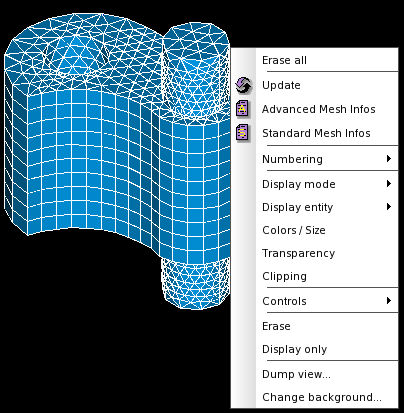 Erase all
Update
Advanced Mesh Infos
Standard Mesh Infos
Numbering
Display mode
Display entity
Colors / Size
Transparency
Clipping
Controls
Erase
Display only
Dump view...
Change background...